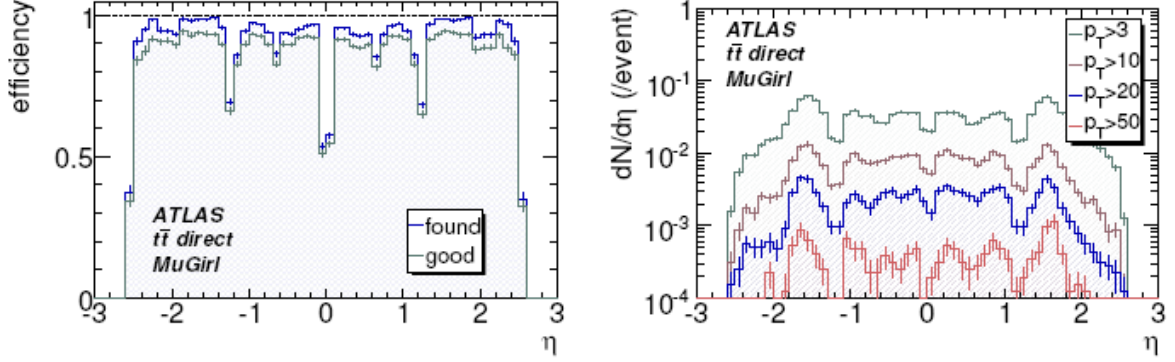 efficiency
1
0.5
0
ATLAS
tt̄ direct
MuGirl
found
good
-3 -2 -1 0 1 2 3
η
dN/dη (/event)
1
10⁻¹
10⁻²
10⁻³
10⁻⁴
ATLAS
tt̄ direct
MuGirl
p_T>3
p_T>10
p_T>20
p_T>50
-3 -2 -1 0 1 2 3
η